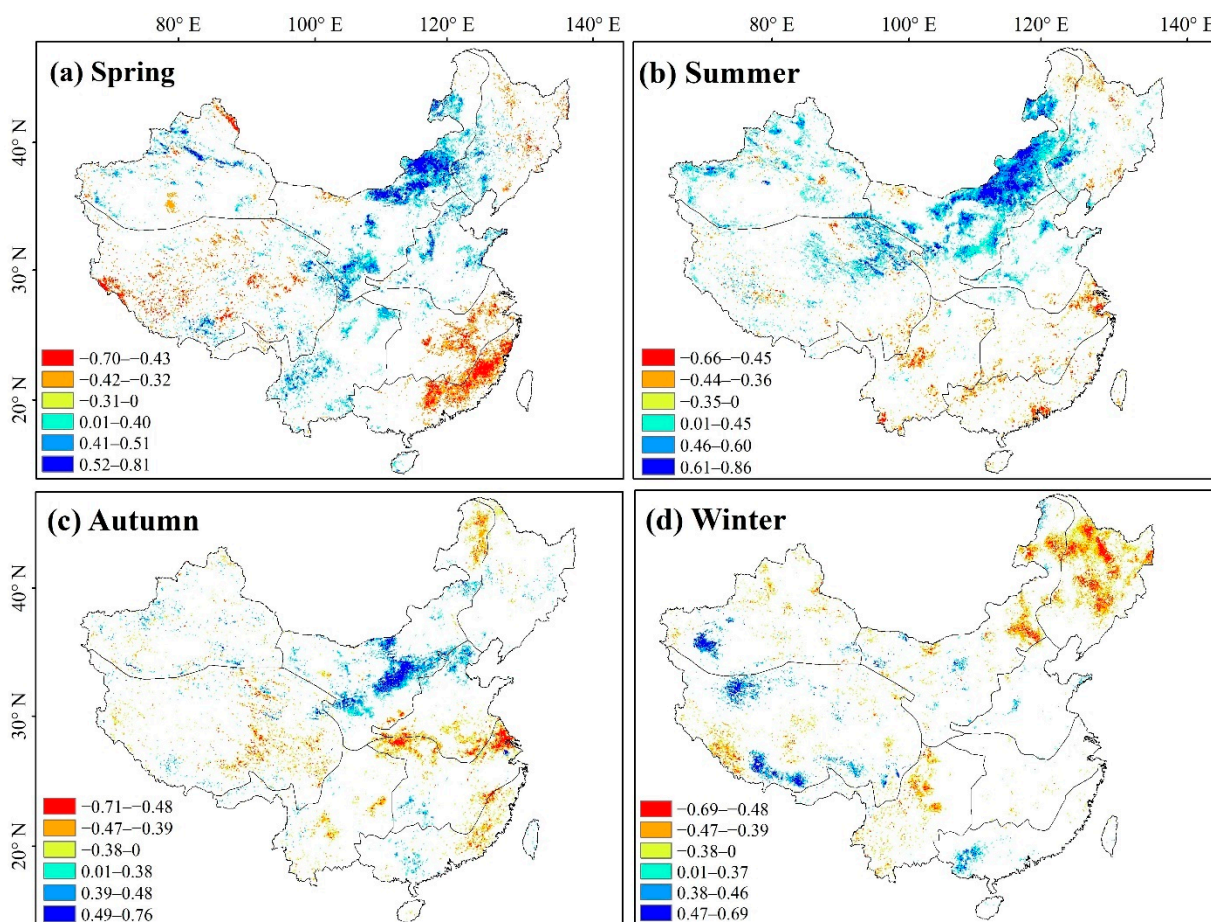 80° E 100° E 120° E 140° E 80° E 100° E 120° E 140° E
(a) Spring
40° N
30° N
20° N
−0.70–−0.43
−0.42–−0.32
−0.31–0
0.01–0.40
0.41–0.51
0.52–0.81
(b) Summer
−0.66–−0.45
−0.44–−0.36
−0.35–0
0.01–0.45
0.46–0.60
0.61–0.86
(c) Autumn
40° N
30° N
20° N
−0.71–−0.48
−0.47–−0.39
−0.38–0
0.01–0.38
0.39–0.48
0.49–0.76
(d) Winter
−0.69–−0.48
−0.47–−0.39
−0.38–0
0.01–0.37
0.38–0.46
0.47–0.69